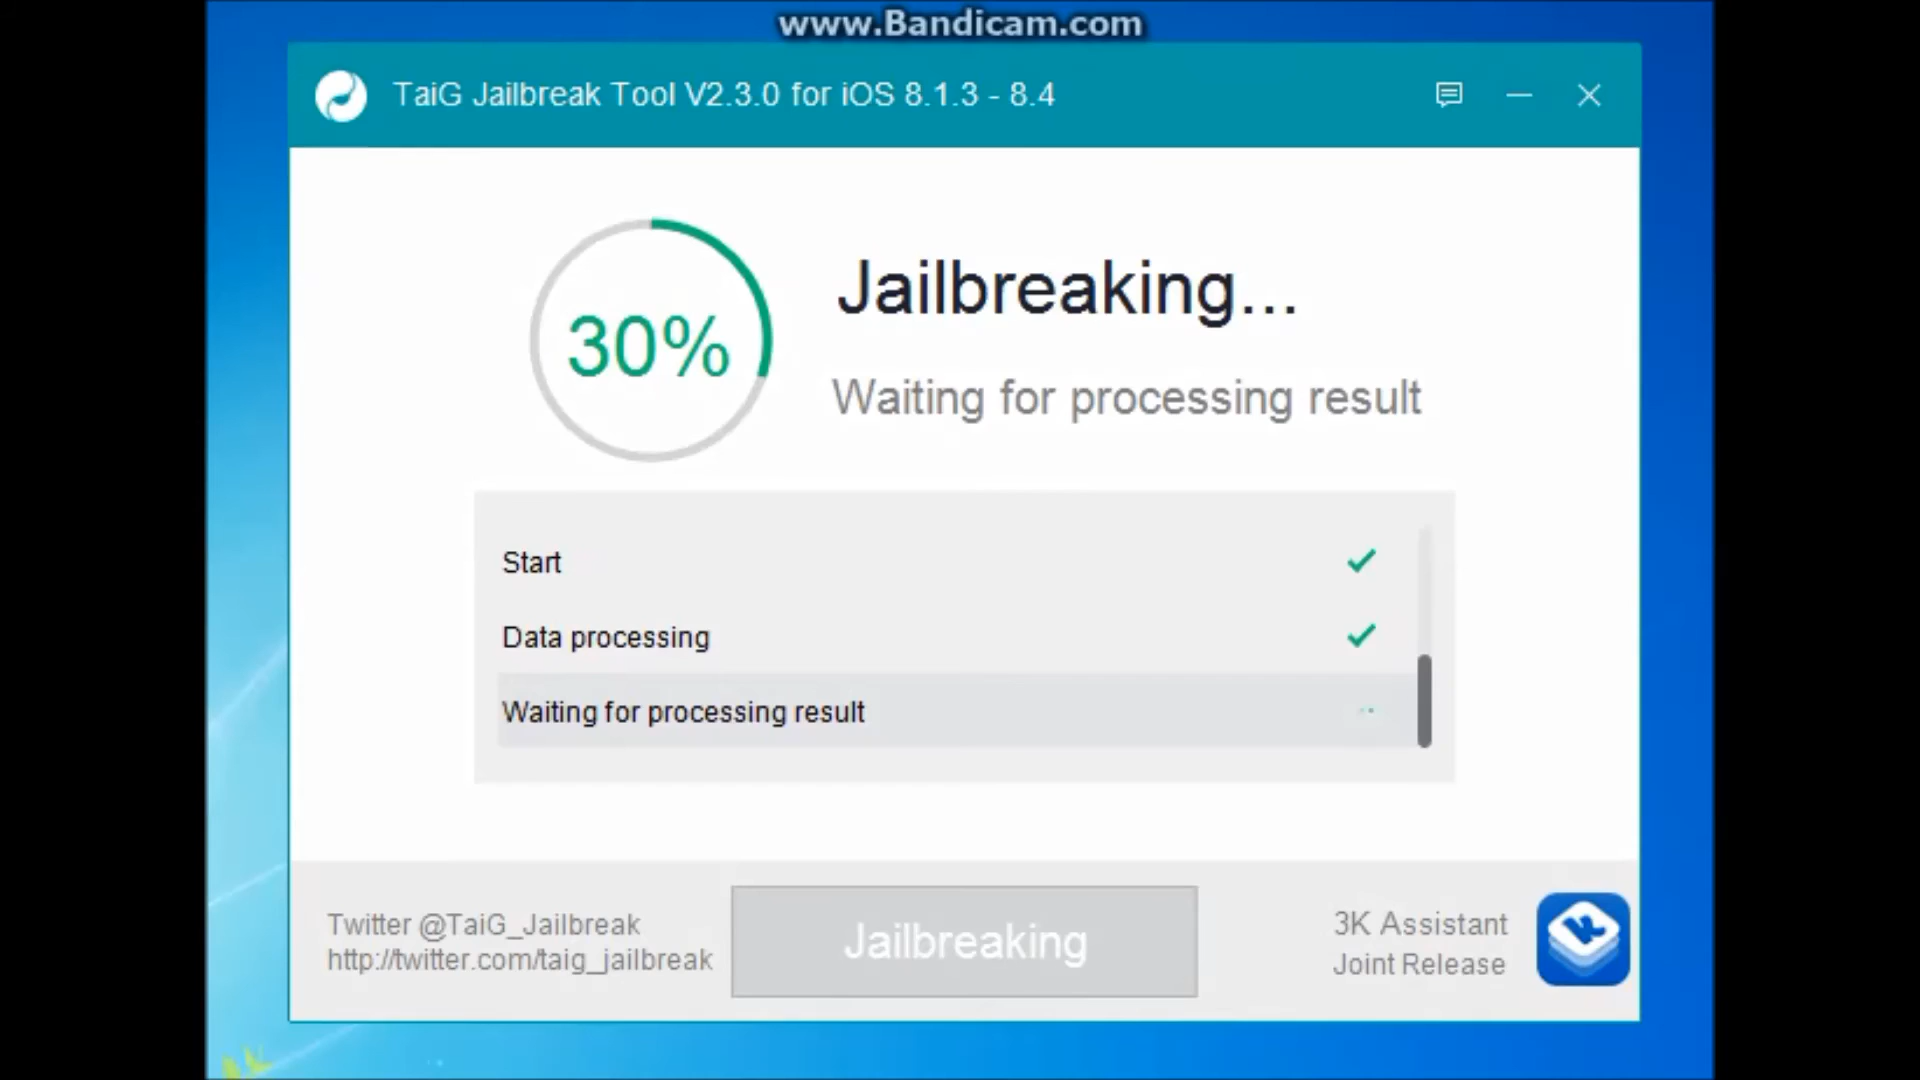 www.Bandicam.com
TaiG Jailbreak Tool V2.3.0 for iOS 8.1.3 - 8.4
30%
Jailbreaking...
Waiting for processing result
Start
Data processing
Waiting for processing result
Twitter @TaiG_Jailbreak
http://twitter.com/taig_jailbreak
Jailbreaking
3K Assistant
Joint Release